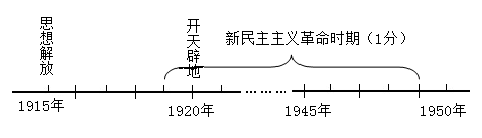 思想解放
开天辟地
新民主主义革命时期（1分）
………
1915年
1920年
1945年
1950年